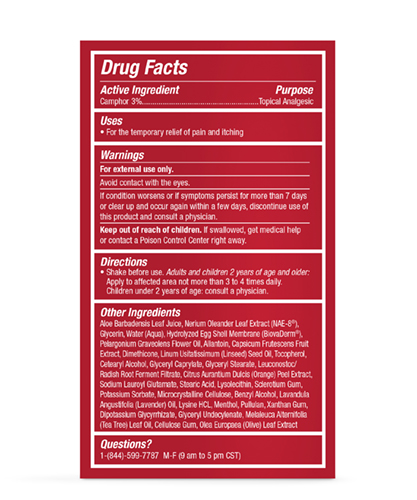 Drug Facts
Active Ingredient Purpose
Camphor 3%......................................Topical Analgesic
Uses
• For the temporary relief of pain and itching
Warnings
For external use only.
Avoid contact with the eyes.
If condition worsens or if symptoms persist for more than 7 days
or clear up and occur again within a few days, discontinue use of
this product and consult a physician.
Keep out of reach of children. If swallowed, get medical help
or contact a Poison Control Center right away.
Directions
• Shake before use. Adults and children 2 years of age and older:
Apply to affected area not more than 3 to 4 times daily.
Children under 2 years of age: consult a physician.
Other Ingredients
Aloe Barbadensis Leaf Juice, Nerium Oleander Leaf Extract (NAE-8®),
Glycerin, Water (Aqua), Hydrolyzed Egg Shell Membrane (BiovaDerm®),
Pelargonium Graveolens Flower Oil, Allantoin, Capsicum Frutescens Fruit
Extract, Dimethicone, Linum Usitatissimum (Linseed) Seed Oil, Tocopherol,
Cetearyl Alcohol, Glyceryl Caprylate, Glyceryl Stearate, Leuconostoc/
Radish Root Ferment Filtrate, Citrus Aurantium Dulcis (Orange) Peel Extract,
Sodium Lauroyl Glutamate, Stearic Acid, Lysolecithin, Sclerotium Gum,
Potassium Sorbate, Microcrystalline Cellulose, Benzyl Alcohol, Lavandula
Angustifolia (Lavender) Oil, Lysine HCL, Menthol, Pullulan, Xanthan Gum,
Dipotassium Glycyrrhizate, Glyceryl Undecylenate, Melaleuca Alternifolia
(Tea Tree) Leaf Oil, Cellulose Gum, Olea Europaea (Olive) Leaf Extract
Questions?
1-(844)-599-7787 M-F (9 am to 5 pm CST)